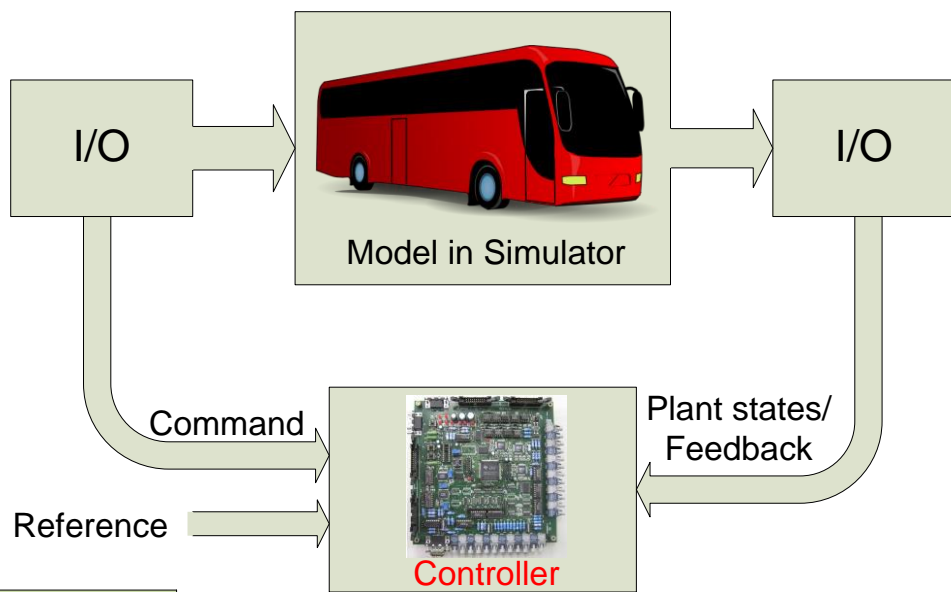 I/O
Model in Simulator
I/O
Command
Plant states/
Feedback
Reference
Controller